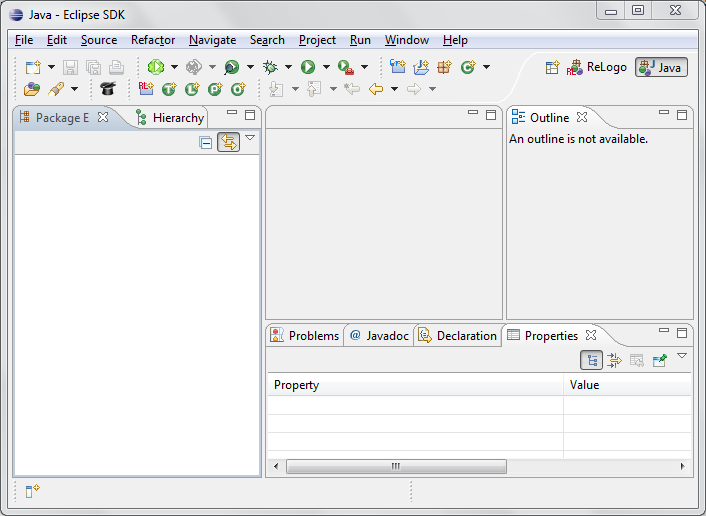 Java - Eclipse SDK
File Edit Source Refactor Navigate Search Project Run Window Help
ReLogo Java
Package E Hierarchy
Outline
An outline is not available.
Problems @ Javadoc Declaration Properties
Property Value